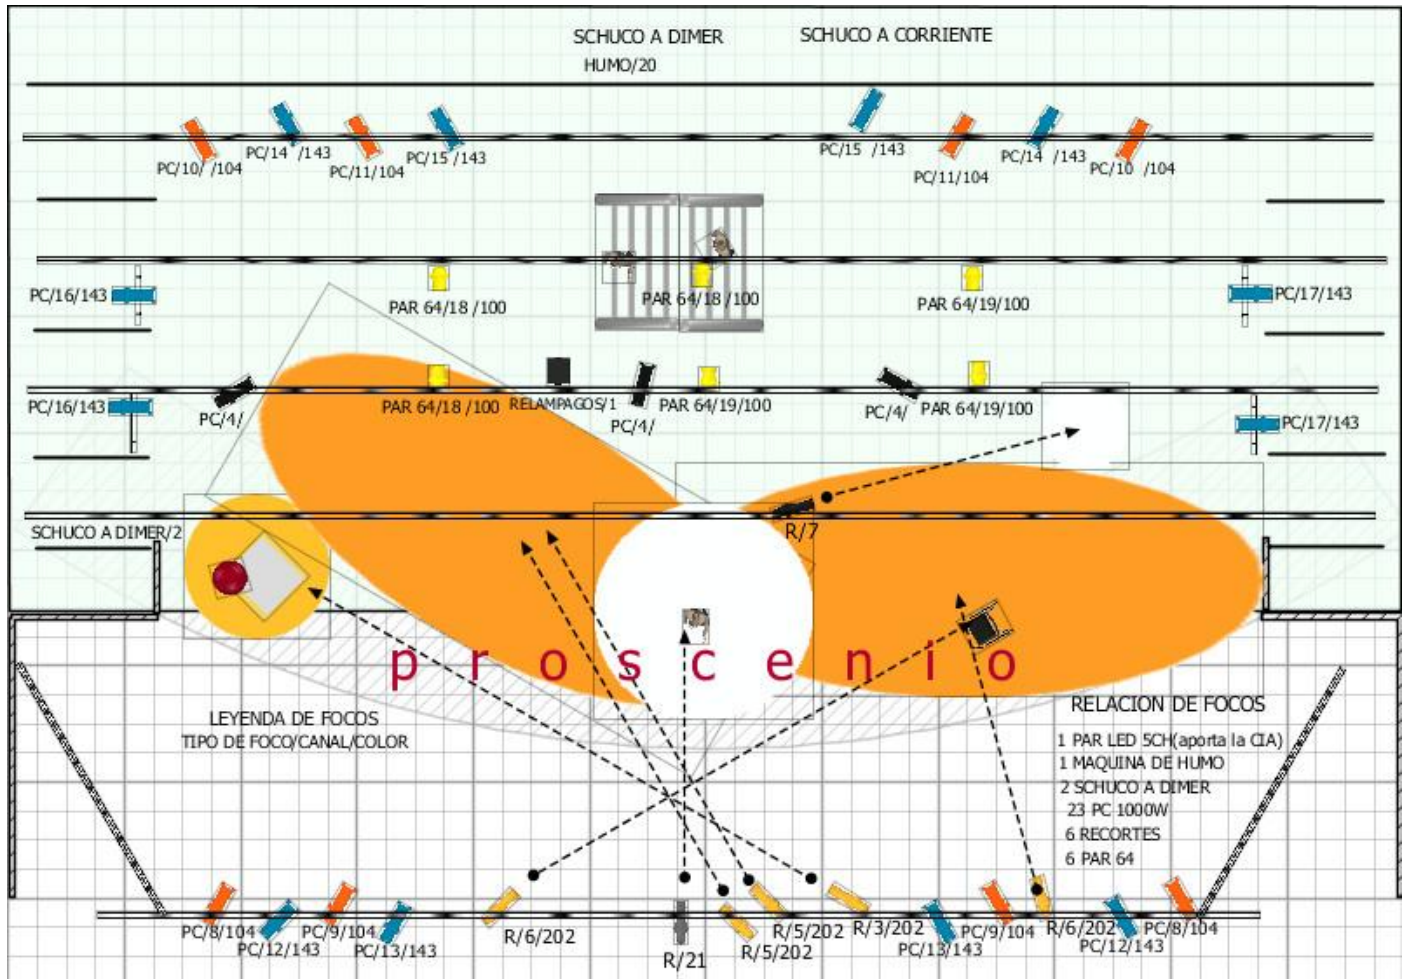 SCHUCO A DIMER
SCHUCO A CORRIENTE
HUMO/20
PC/10/ /104
PC/14 /143
PC/11/104
PC/15 /143
PC/15 /143
PC/11/104
PC/14 /143
PC/10 /104
PC/16/143
PAR 64/18 /100
PAR 64/18 /100
PAR 64/19/100
PC/17/143
PC/16/143
PC/4/
PAR 64/18 /100
RELAMPAGOS/1
PC/4/
PAR 64/19/100
PC/4/
PAR 64/19/100
PC/17/143
SCHUCO A DIMER/2
R/7
proscenio
LEYENDA DE FOCOS
TIPO DE FOCO/CANAL/COLOR
RELACION DE FOCOS
1 PAR LED 5CH(aporta la CIA)
1 MAQUINA DE HUMO
2 SCHUCO A DIMER
23 PC 1000W
6 RECORTES
6 PAR 64
PC/8/104
PC/12/143
PC/9/104
PC/13/143
R/6/202
R/21
R/5/202
R/5/202
R/3/202
PC/13/143
PC/9/104
R/6/202
PC/12/143
PC/8/104